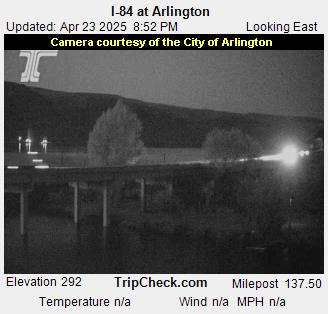 I-84 at Arlington
Updated: Apr 23 2025 8:52 PM Looking East
Camera courtesy of the City of Arlington
Elevation 292 TripCheck.com Milepost 137.50
Temperature n/a Wind n/a MPH n/a